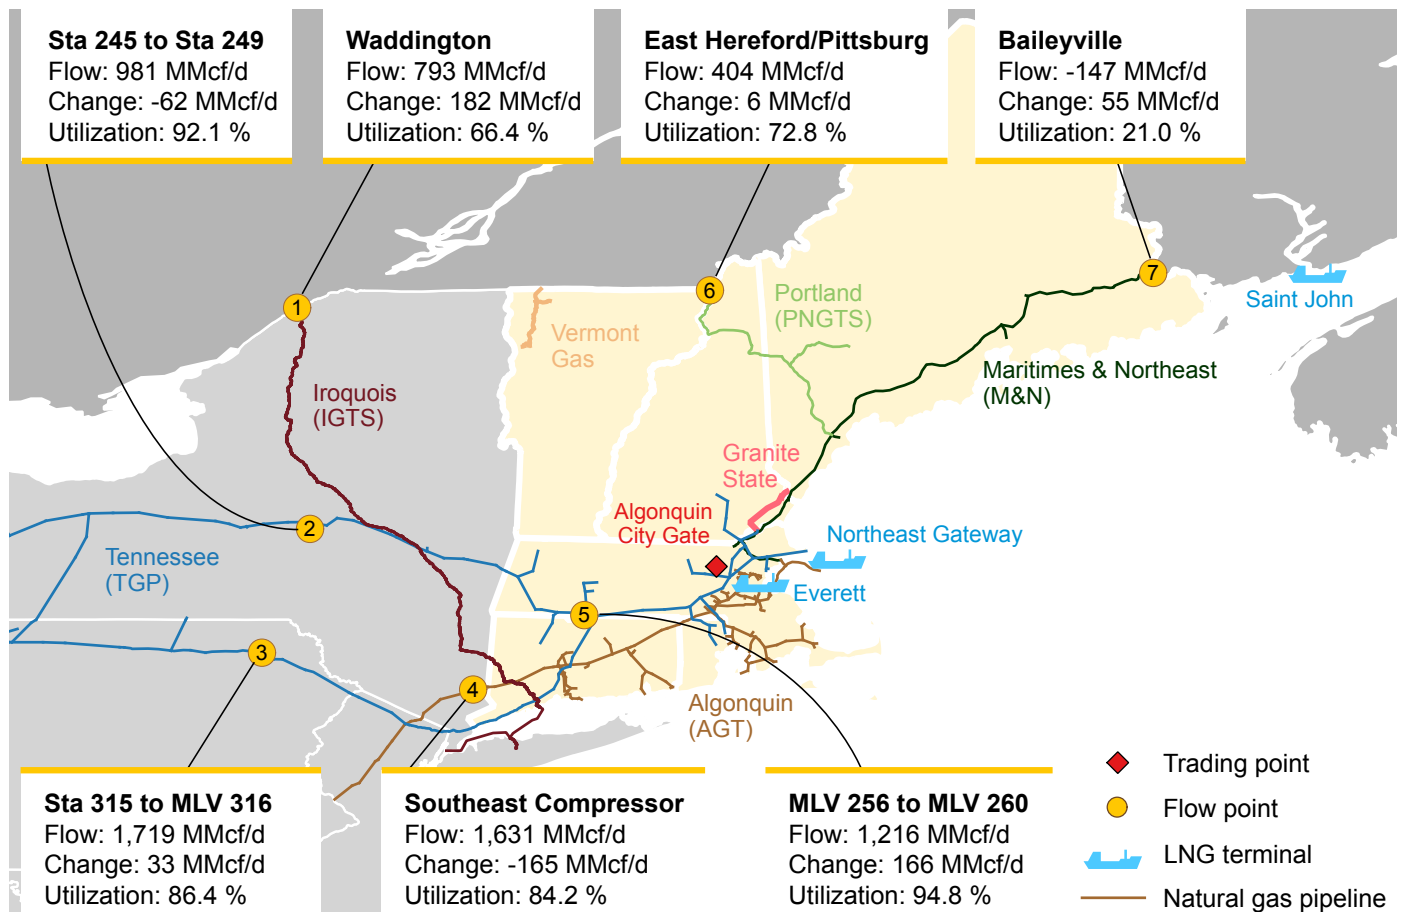 Sta 245 to Sta 249
Flow: 981 MMcf/d
Change: -62 MMcf/d
Utilization: 92.1 %
Waddington
Flow: 793 MMcf/d
Change: 182 MMcf/d
Utilization: 66.4 %
East Hereford/Pittsburg
Flow: 404 MMcf/d
Change: 6 MMcf/d
Utilization: 72.8 %
Baileyville
Flow: -147 MMcf/d
Change: 55 MMcf/d
Utilization: 21.0 %
1
6
7
Saint John
Portland
(PNGTS)
Vermont
Gas
Maritimes & Northeast
(M&N)
Iroquois
(IGTS)
Granite
State
Algonquin
City Gate
2
Northeast Gateway
Tennessee
(TGP)
Everett
5
3
4
Algonquin
(AGT)
Sta 315 to MLV 316
Flow: 1,719 MMcf/d
Change: 33 MMcf/d
Utilization: 86.4 %
Southeast Compressor
Flow: 1,631 MMcf/d
Change: -165 MMcf/d
Utilization: 84.2 %
MLV 256 to MLV 260
Flow: 1,216 MMcf/d
Change: 166 MMcf/d
Utilization: 94.8 %
Trading point
Flow point
LNG terminal
Natural gas pipeline